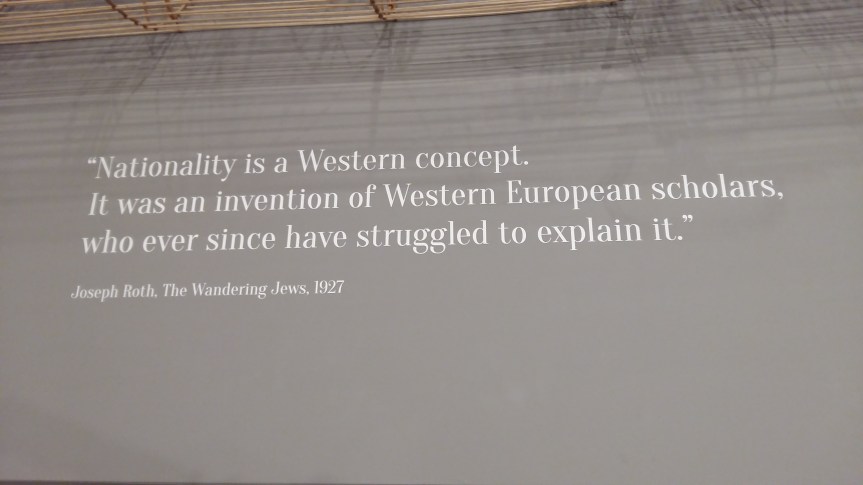 “Nationality is a Western concept.
It was an invention of Western European scholars,
who ever since have struggled to explain it.”
Joseph Roth, The Wandering Jews, 1927